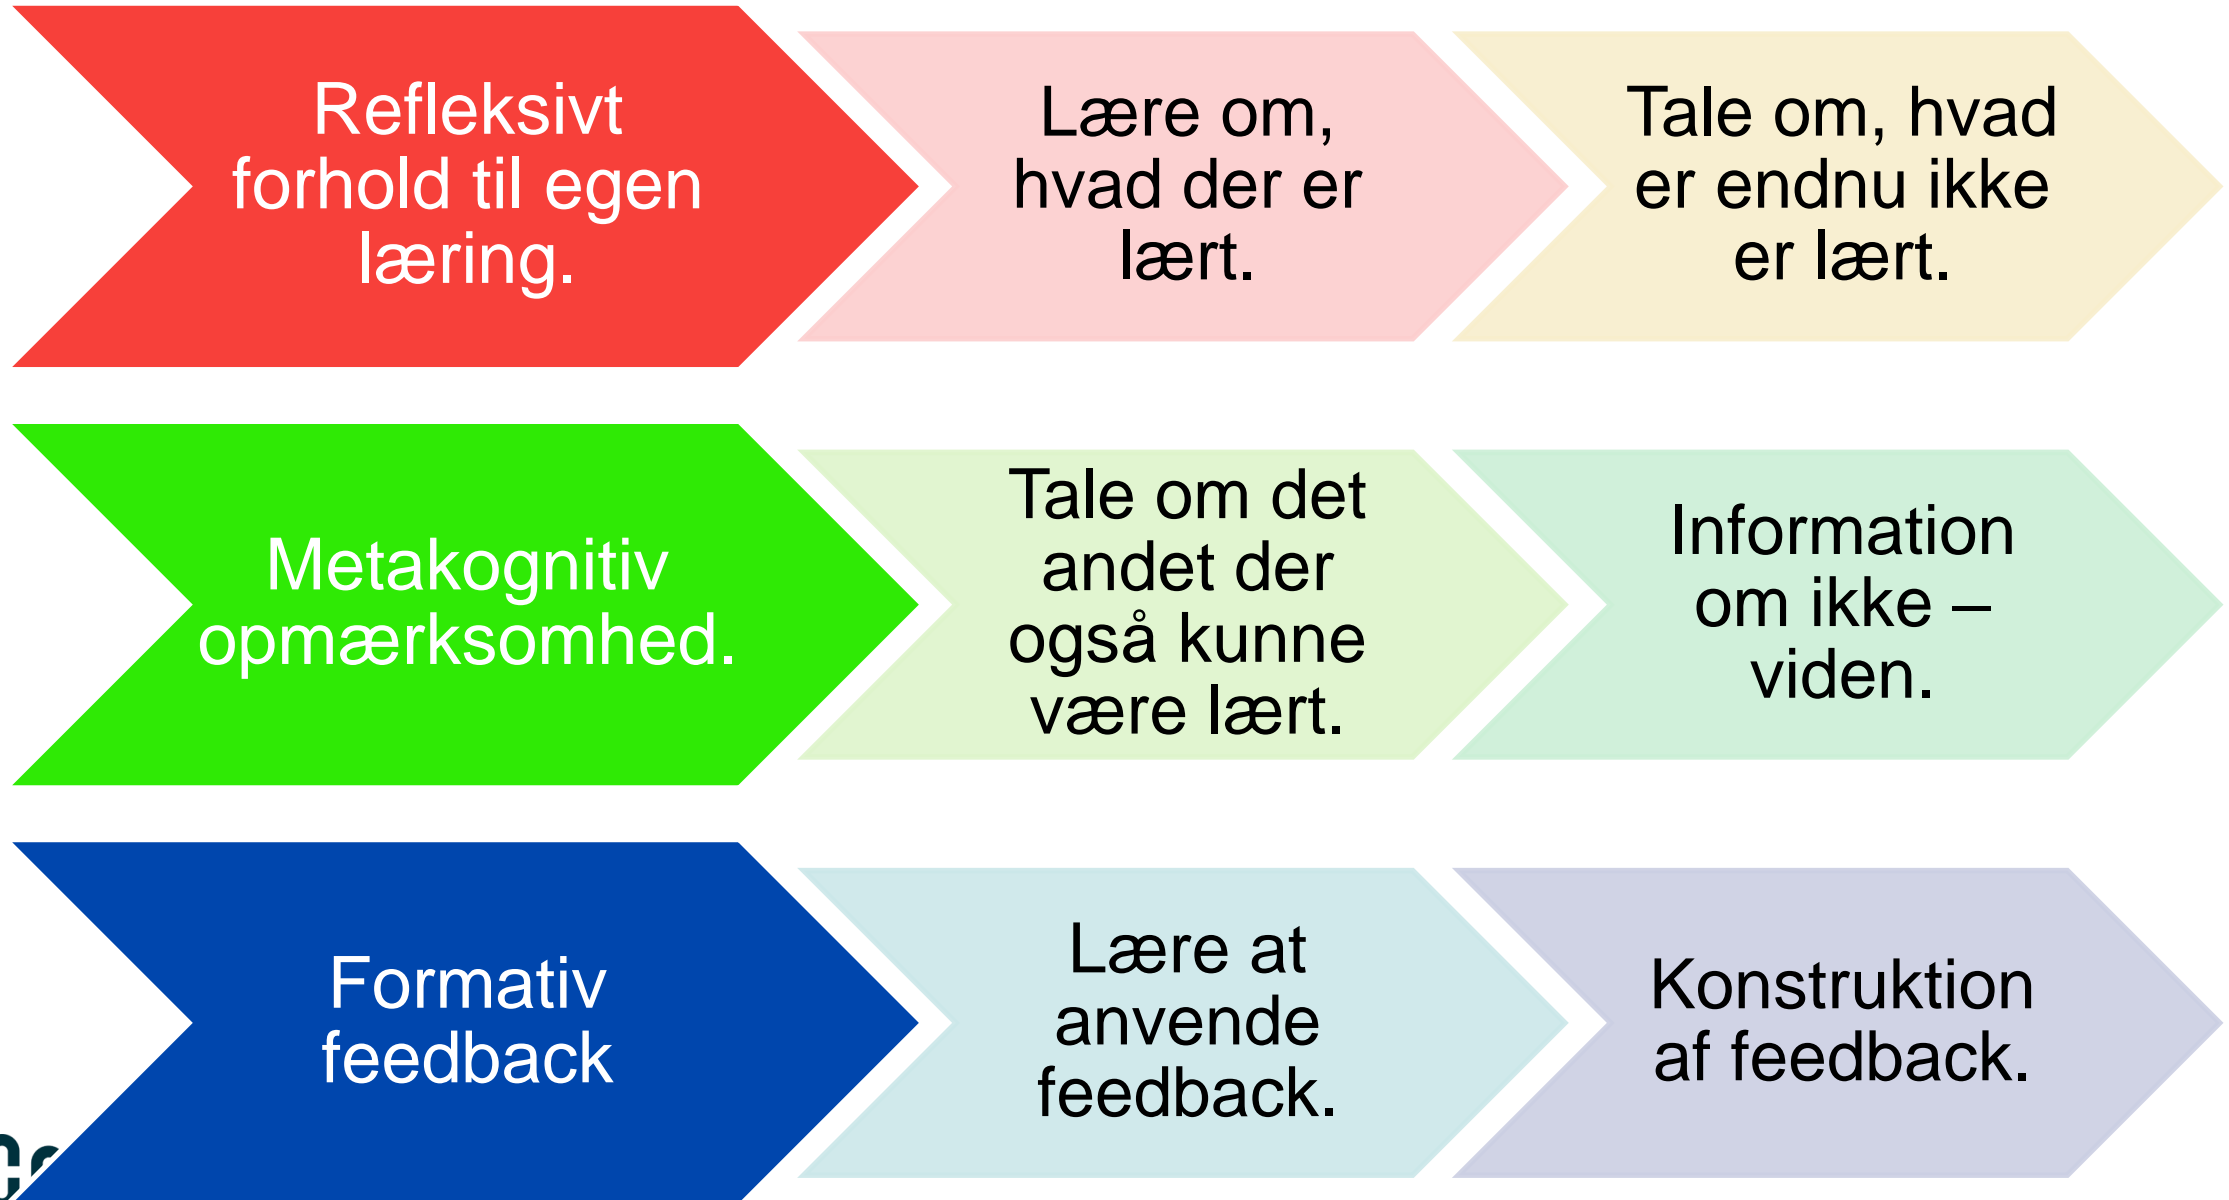 Refleksivt
forhold til egen
læring.
Lære om,
hvad der er
lært.
Tale om, hvad
er endnu ikke
er lært.
Metakognitiv
opmærksomhed.
Tale om det
andet der
også kunne
være lært.
Information
om ikke –
viden.
Formativ
feedback
Lære at
anvende
feedback.
Konstruktion
af feedback.